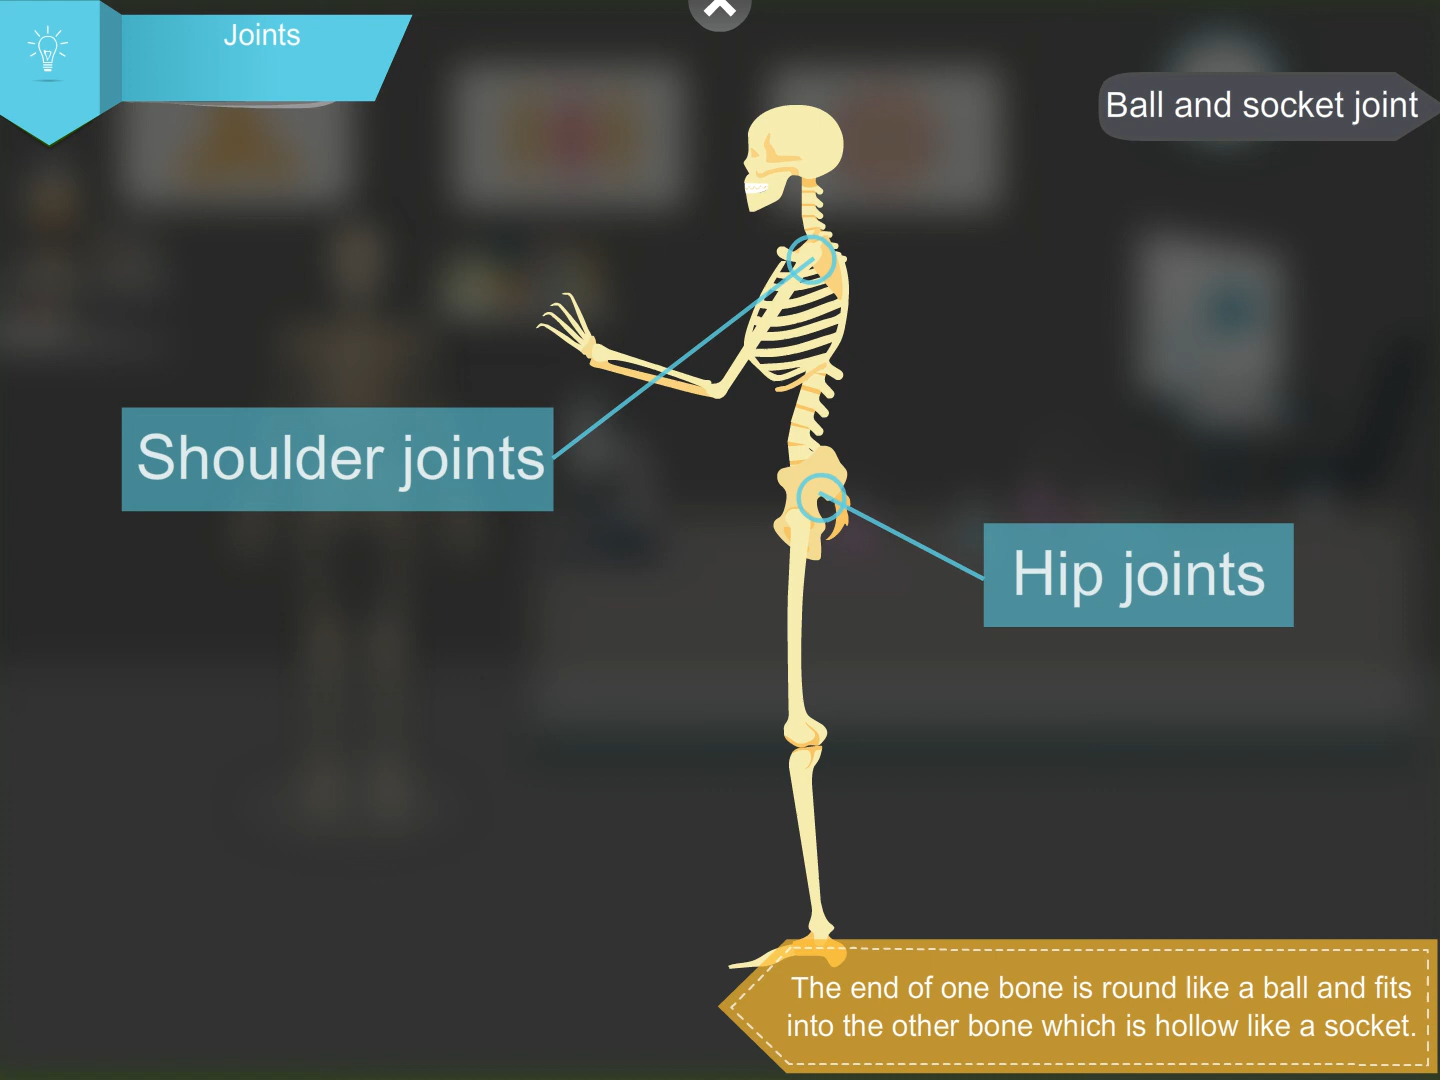 Joints
Ball and socket joint
Shoulder joints
Hip joints
The end of one bone is round like a ball and fits
into the other bone which is hollow like a socket.